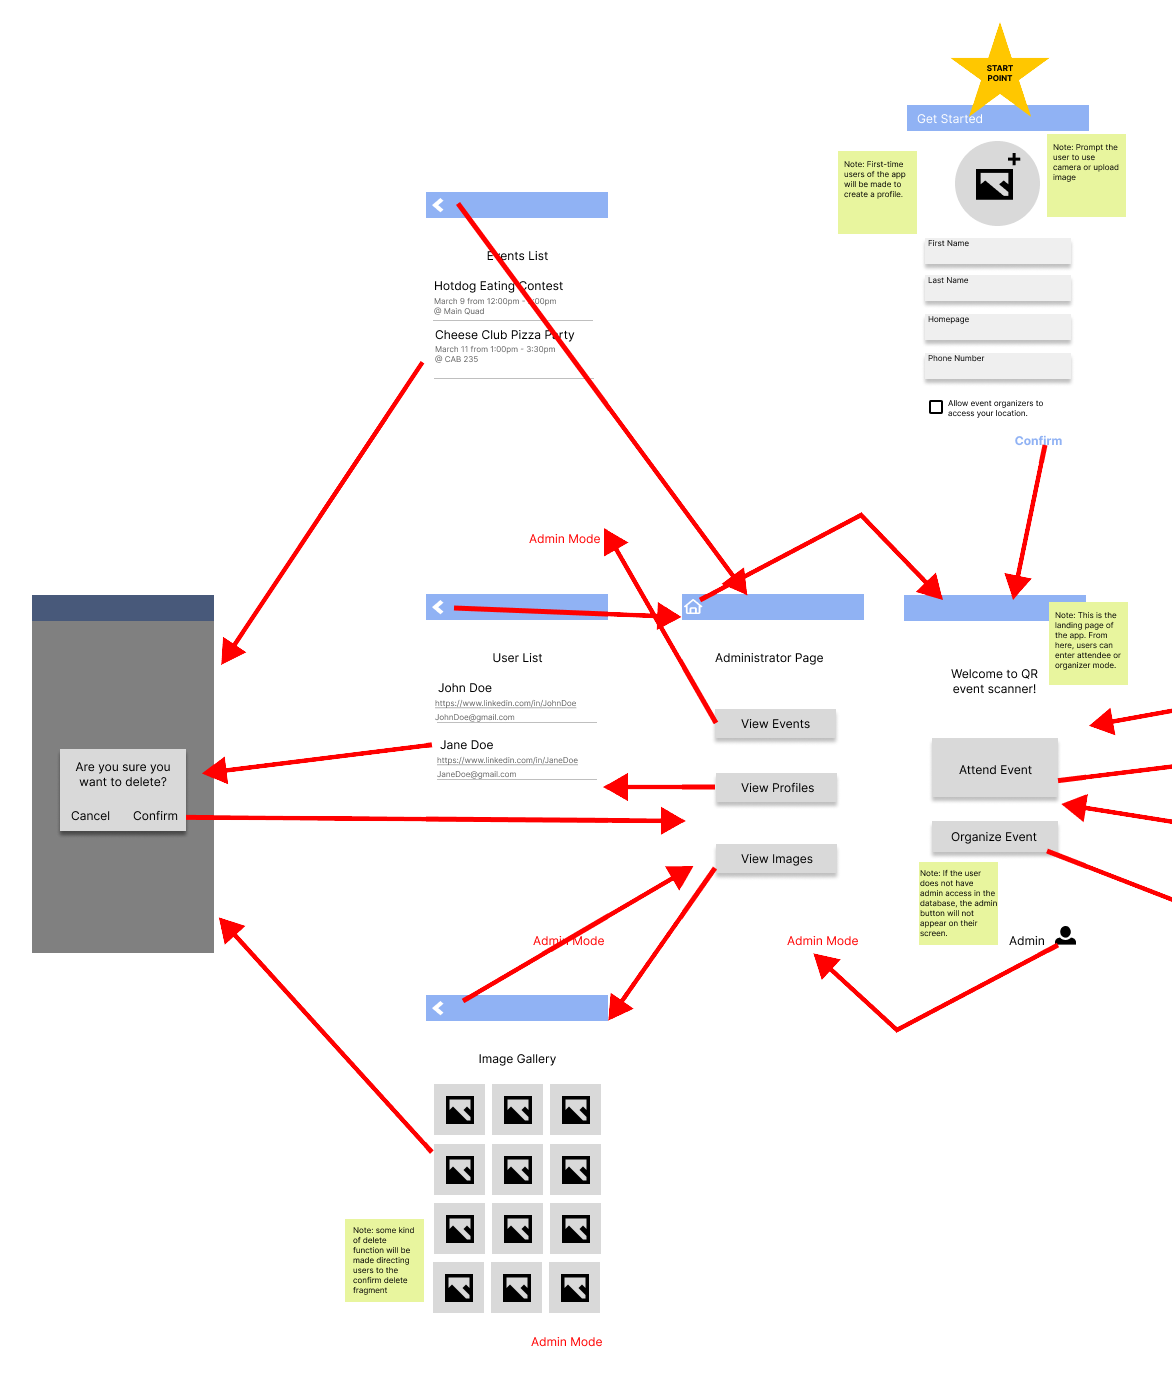 START
POINT
Get Started
Note: First-time
users of the app
will be made to
create a profile.
Note: Prompt the
user to use
camera or upload
image
First Name
Last Name
Homepage
Phone Number
Allow event organizers to
access your location.
Confirm
Events List
Hotdog Eating Contest
March 9 from 12:00pm - :00pm
@ Main Quad
Cheese Club Pizza Party
March 11 from 1:00pm - 3:30pm
@ CAB 235
Admin Mode
Are you sure you
want to delete?
Cancel Confirm
User List
John Doe
https://www.linkedin.com/in/JohnDoe
JohnDoe@gmail.com
Jane Doe
https://www.linkedin.com/in/JaneDoe
JaneDoe@gmail.com
Admin Mode
Administrator Page
View Events
View Profiles
View Images
Admin Mode
Note: This is the
landing page of
the app. From
here, users can
enter attendee or
organizer mode.
Welcome to QR
event scanner!
Attend Event
Organize Event
Note: If the user
does not have
admin access in the
database, the admin
button will not
appear on their
screen.
Admin
Image Gallery
Note: some kind
of delete
function will be
made directing
users to the
confirm delete
fragment
Admin Mode